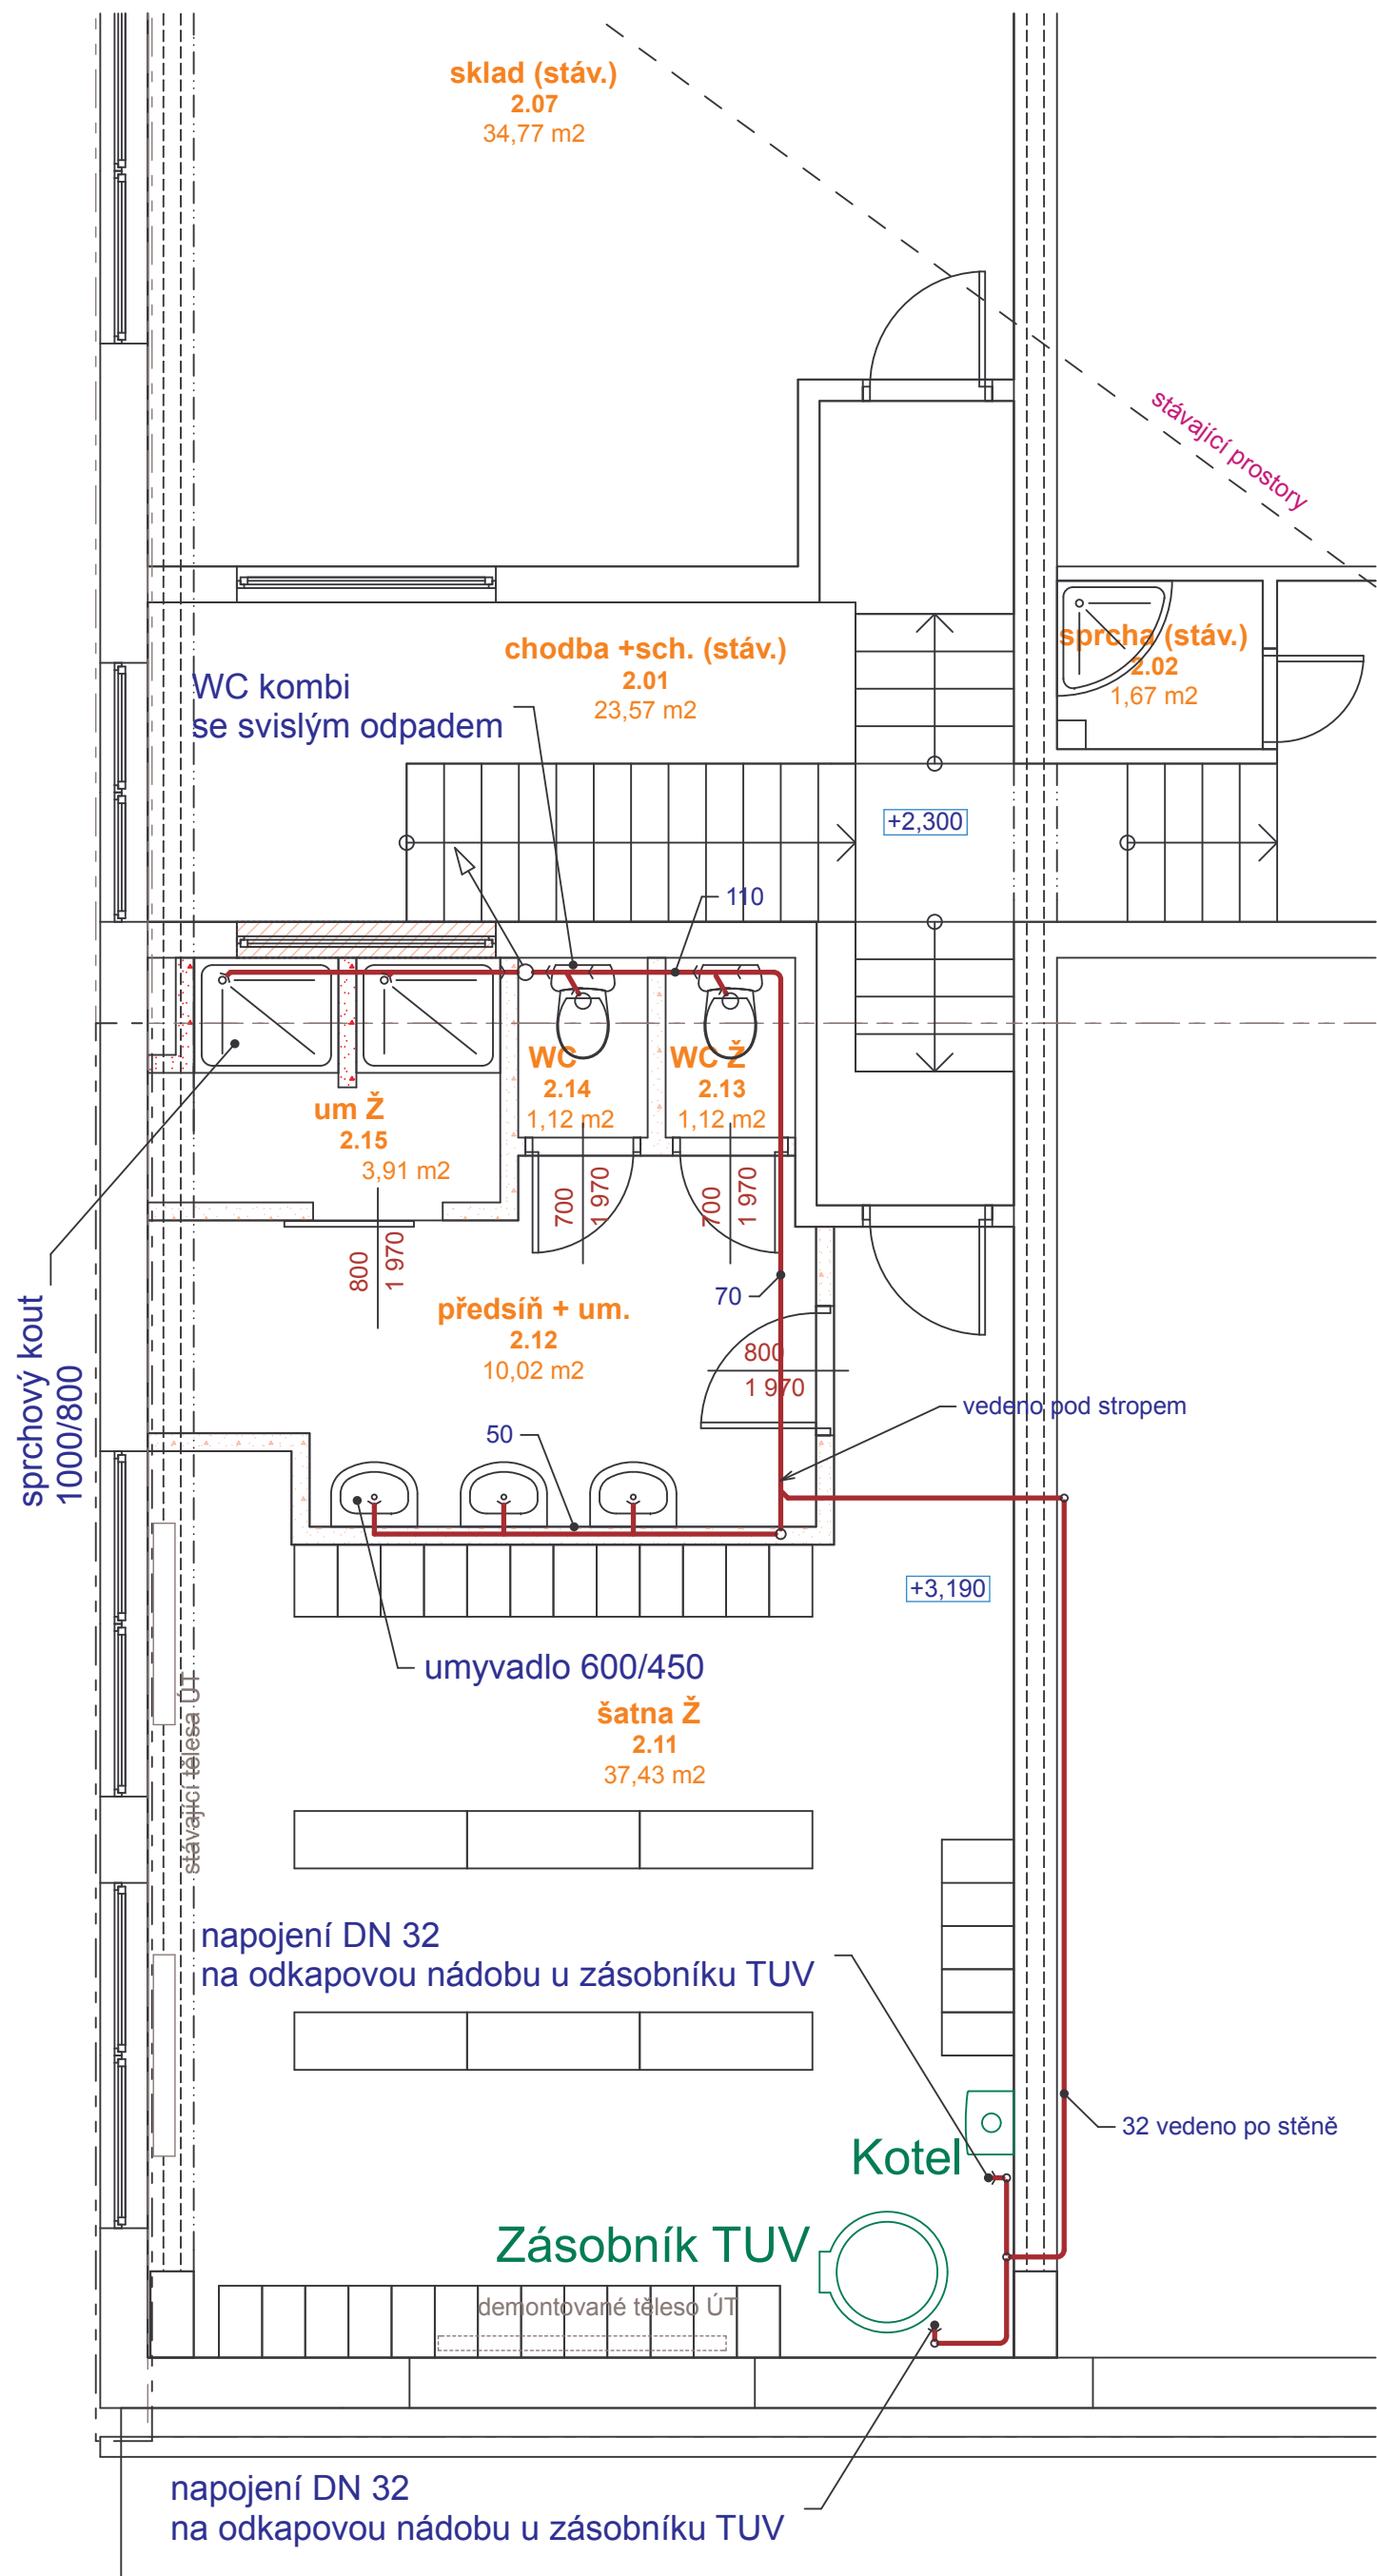 sklad (stáv.)
2.07
34,77 m2
stávající prostory
chodba +sch. (stáv.)
2.01
23,57 m2
sprcha (stáv.)
2.02
1,67 m2
WC kombi
se svislým odpadem
+2,300
110
WC
2.14
1,12 m2
WC Ž
2.13
1,12 m2
um Ž
2.15
3,91 m2
700
1 970
700
1 970
800
1 970
sprchový kout
1000/800
70
předsíň + um.
2.12
10,02 m2
800
1 970
vedeno pod stropem
50
+3,190
umyvadlo 600/450
šatna Ž
2.11
37,43 m2
stávající tělesa ÚT
napojení DN 32
na odkapovou nádobu u zásobníku TUV
32 vedeno po stěně
Kotel
Zásobník TUV
demontované těleso ÚT
napojení DN 32
na odkapovou nádobu u zásobníku TUV